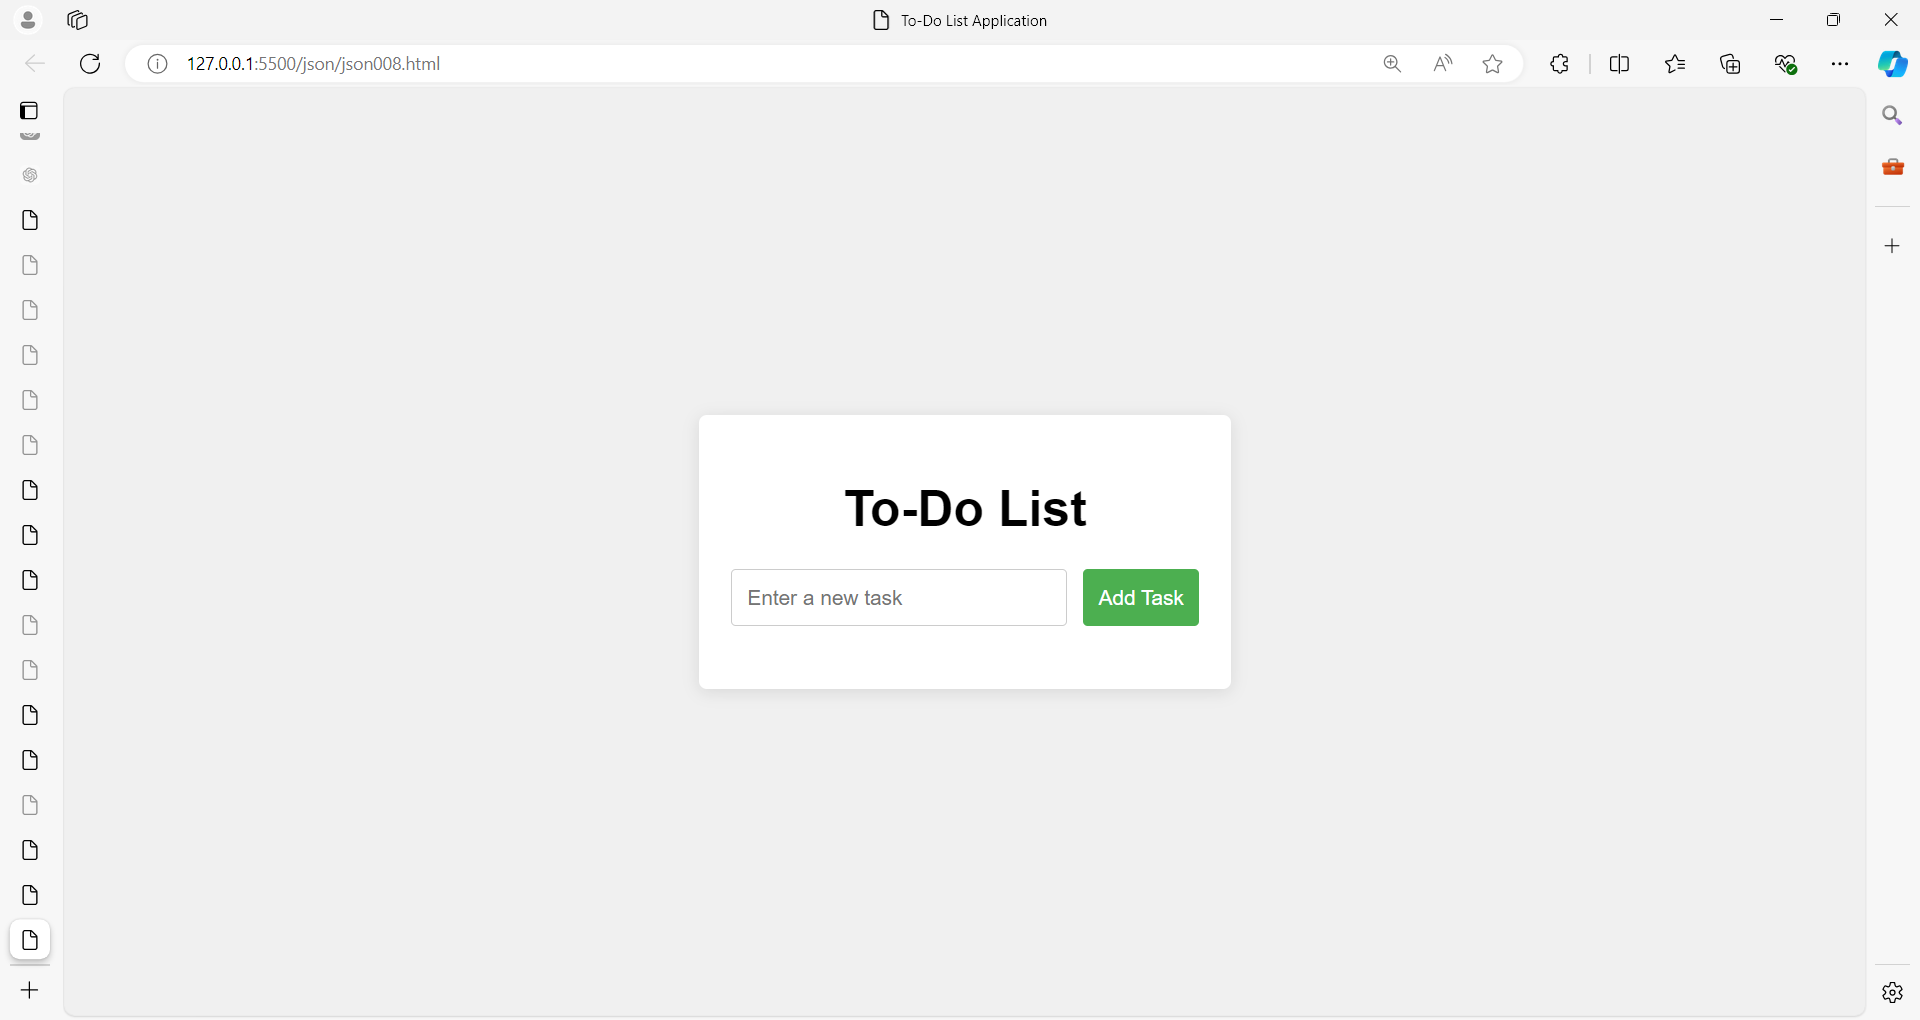 To-Do List Application
127.0.0.1:5500/json/json008.html
To-Do List
Enter a new task
Add Task